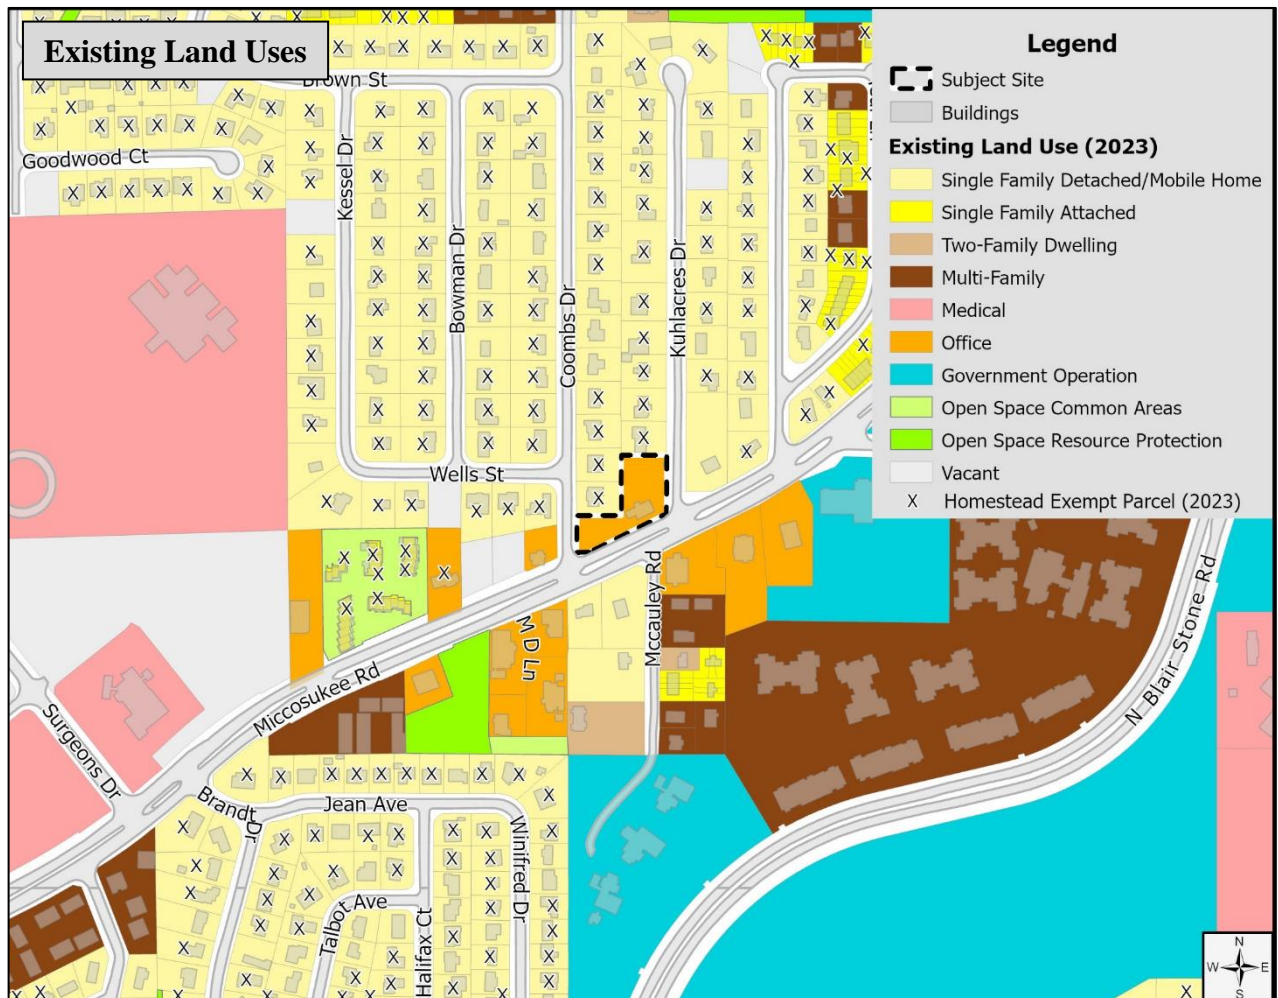 Existing Land Uses
Legend
Subject Site
Buildings
Existing Land Use (2023)
Single Family Detached/Mobile Home
Single Family Attached
Two-Family Dwelling
Multi-Family
Medical
Office
Government Operation
Open Space Common Areas
Open Space Resource Protection
Vacant
X Homestead Exempt Parcel (2023)
Brown St
Goodwood Ct
Kessel Dr
Bowman Dr
Coombs Dr
Kuhlacres Dr
Wells St
Mccauley Rd
M D Ln
Miccosukee Rd
N Blair Stone Rd
Surgeons Dr
Brandt Dr
Jean Ave
Winifred Dr
Talbot Ave
Halifax Ct
N
W E
S